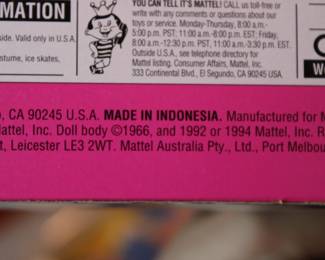 MATION
side. Valid only in U.S.A.
ostume, ice skates,
YOU CAN TELL IT'S MATTEL! CALL us toll-free or
write with any comments or questions about our
toys or service. Monday-Thursday, 8:00 a.m.-
5:00 p.m. PST; 11:00 a.m.-8:00 p.m. EST; Friday,
8:00 a.m.-12:30 p.m. PST, 11:00 a.m.-3:30 p.m. EST.
Outside U.S.A., see telephone directory for
Mattel listing. Consumer Affairs, Mattel, Inc.
333 Continental Blvd., El Segundo, CA 90245 USA.
, CA 90245 U.S.A. MADE IN INDONESIA. Manufactured for M
attel, Inc. Doll body ©1966, and 1992 or 1994 Mattel, Inc. R
t, Leicester LE3 2WT. Mattel Australia Pty., Ltd., Port Melbou